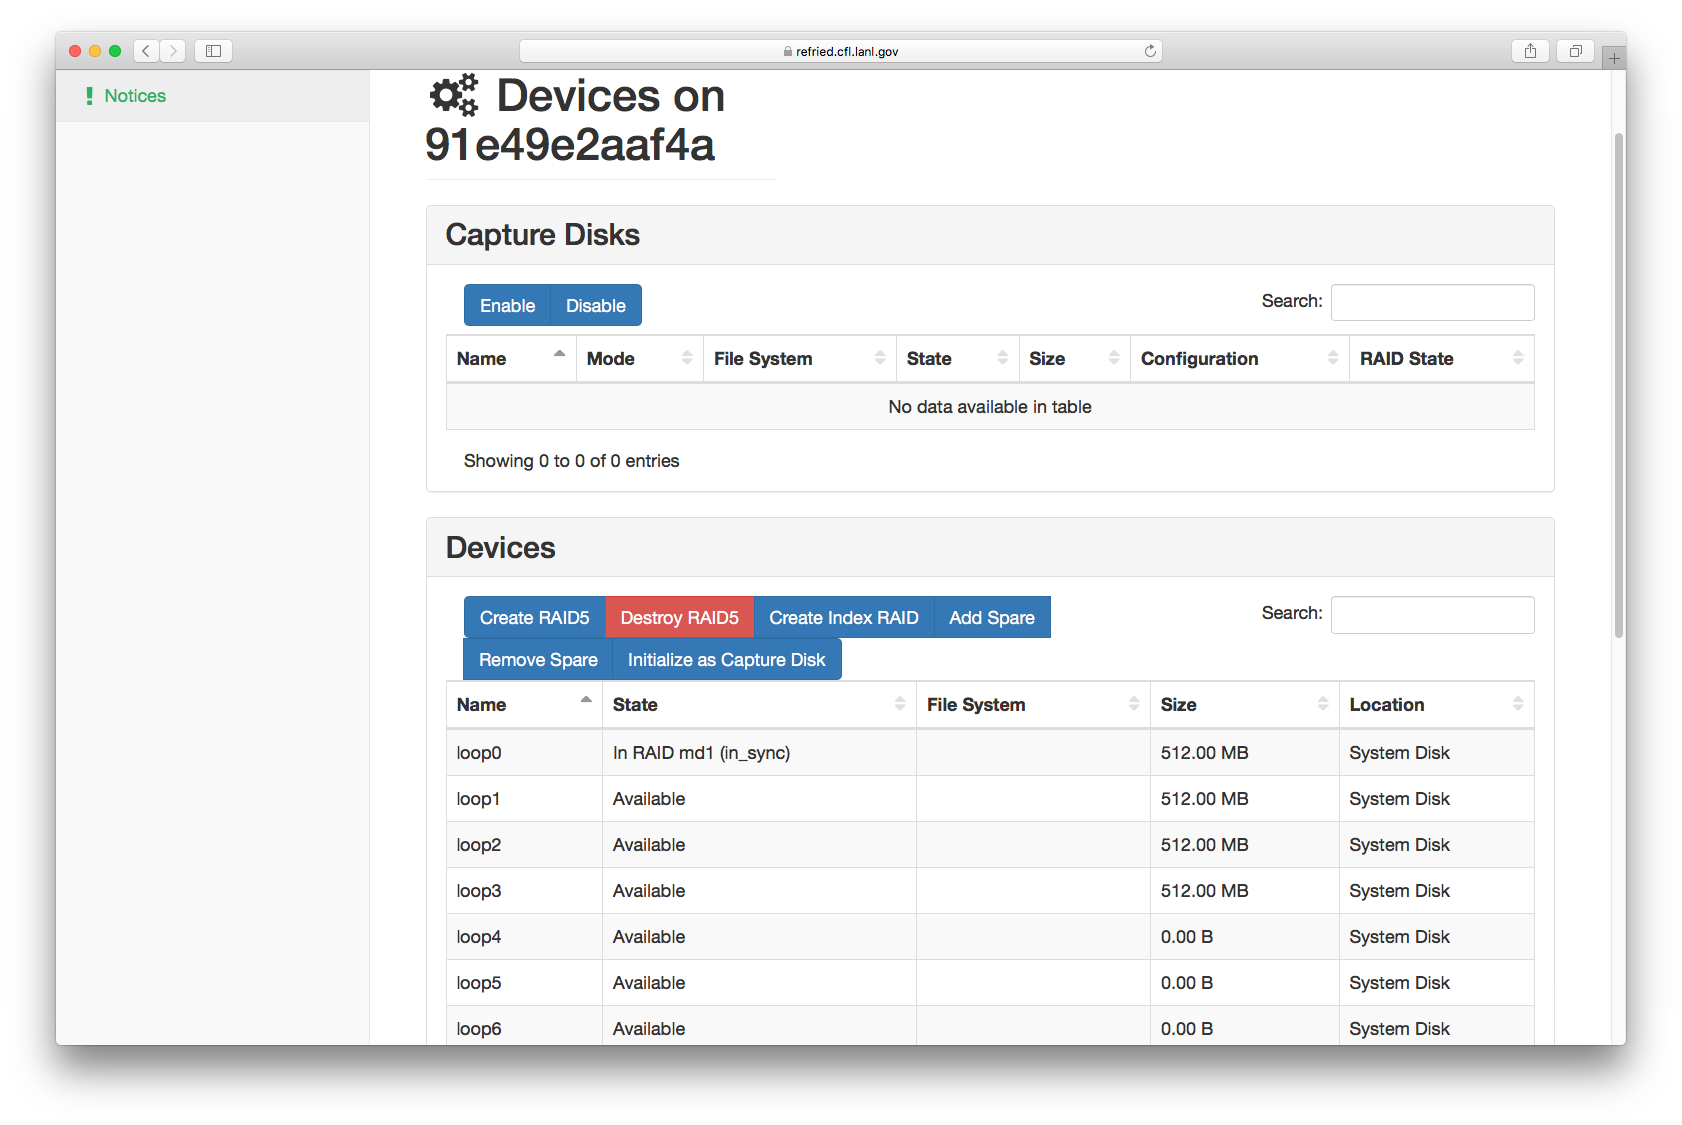 refried.cfl.lanl.gov
Notices
Devices on
91e49e2aaf4a
Capture Disks
Enable Disable Search:
Name Mode File System State Size Configuration RAID State
No data available in table
Showing 0 to 0 of 0 entries
Devices
Create RAID5 Destroy RAID5 Create Index RAID Add Spare Search:
Remove Spare Initialize as Capture Disk
Name State File System Size Location
loop0 In RAID md1 (in_sync) 512.00 MB System Disk
loop1 Available 512.00 MB System Disk
loop2 Available 512.00 MB System Disk
loop3 Available 512.00 MB System Disk
loop4 Available 0.00 B System Disk
loop5 Available 0.00 B System Disk
loop6 Available 0.00 B System Disk